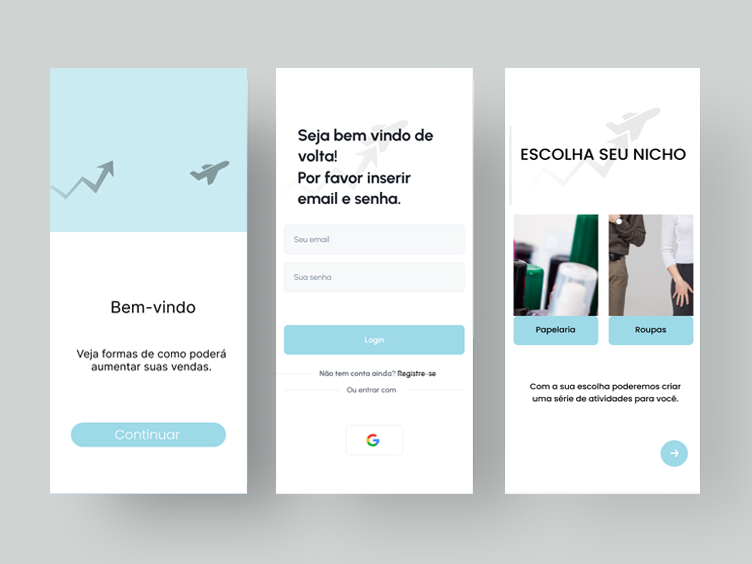 Bem-vindo
Veja formas de como poderá
aumentar suas vendas.
Continuar
Seja bem vindo de
volta!
Por favor inserir
email e senha.
Seu email
Sua senha
Login
Não tem conta ainda? Registre-se
Ou entrar com
G
ESCOLHA SEU NICHO
Papelaria
Roupas
Com a sua escolha poderemos criar
uma série de atividades para você.